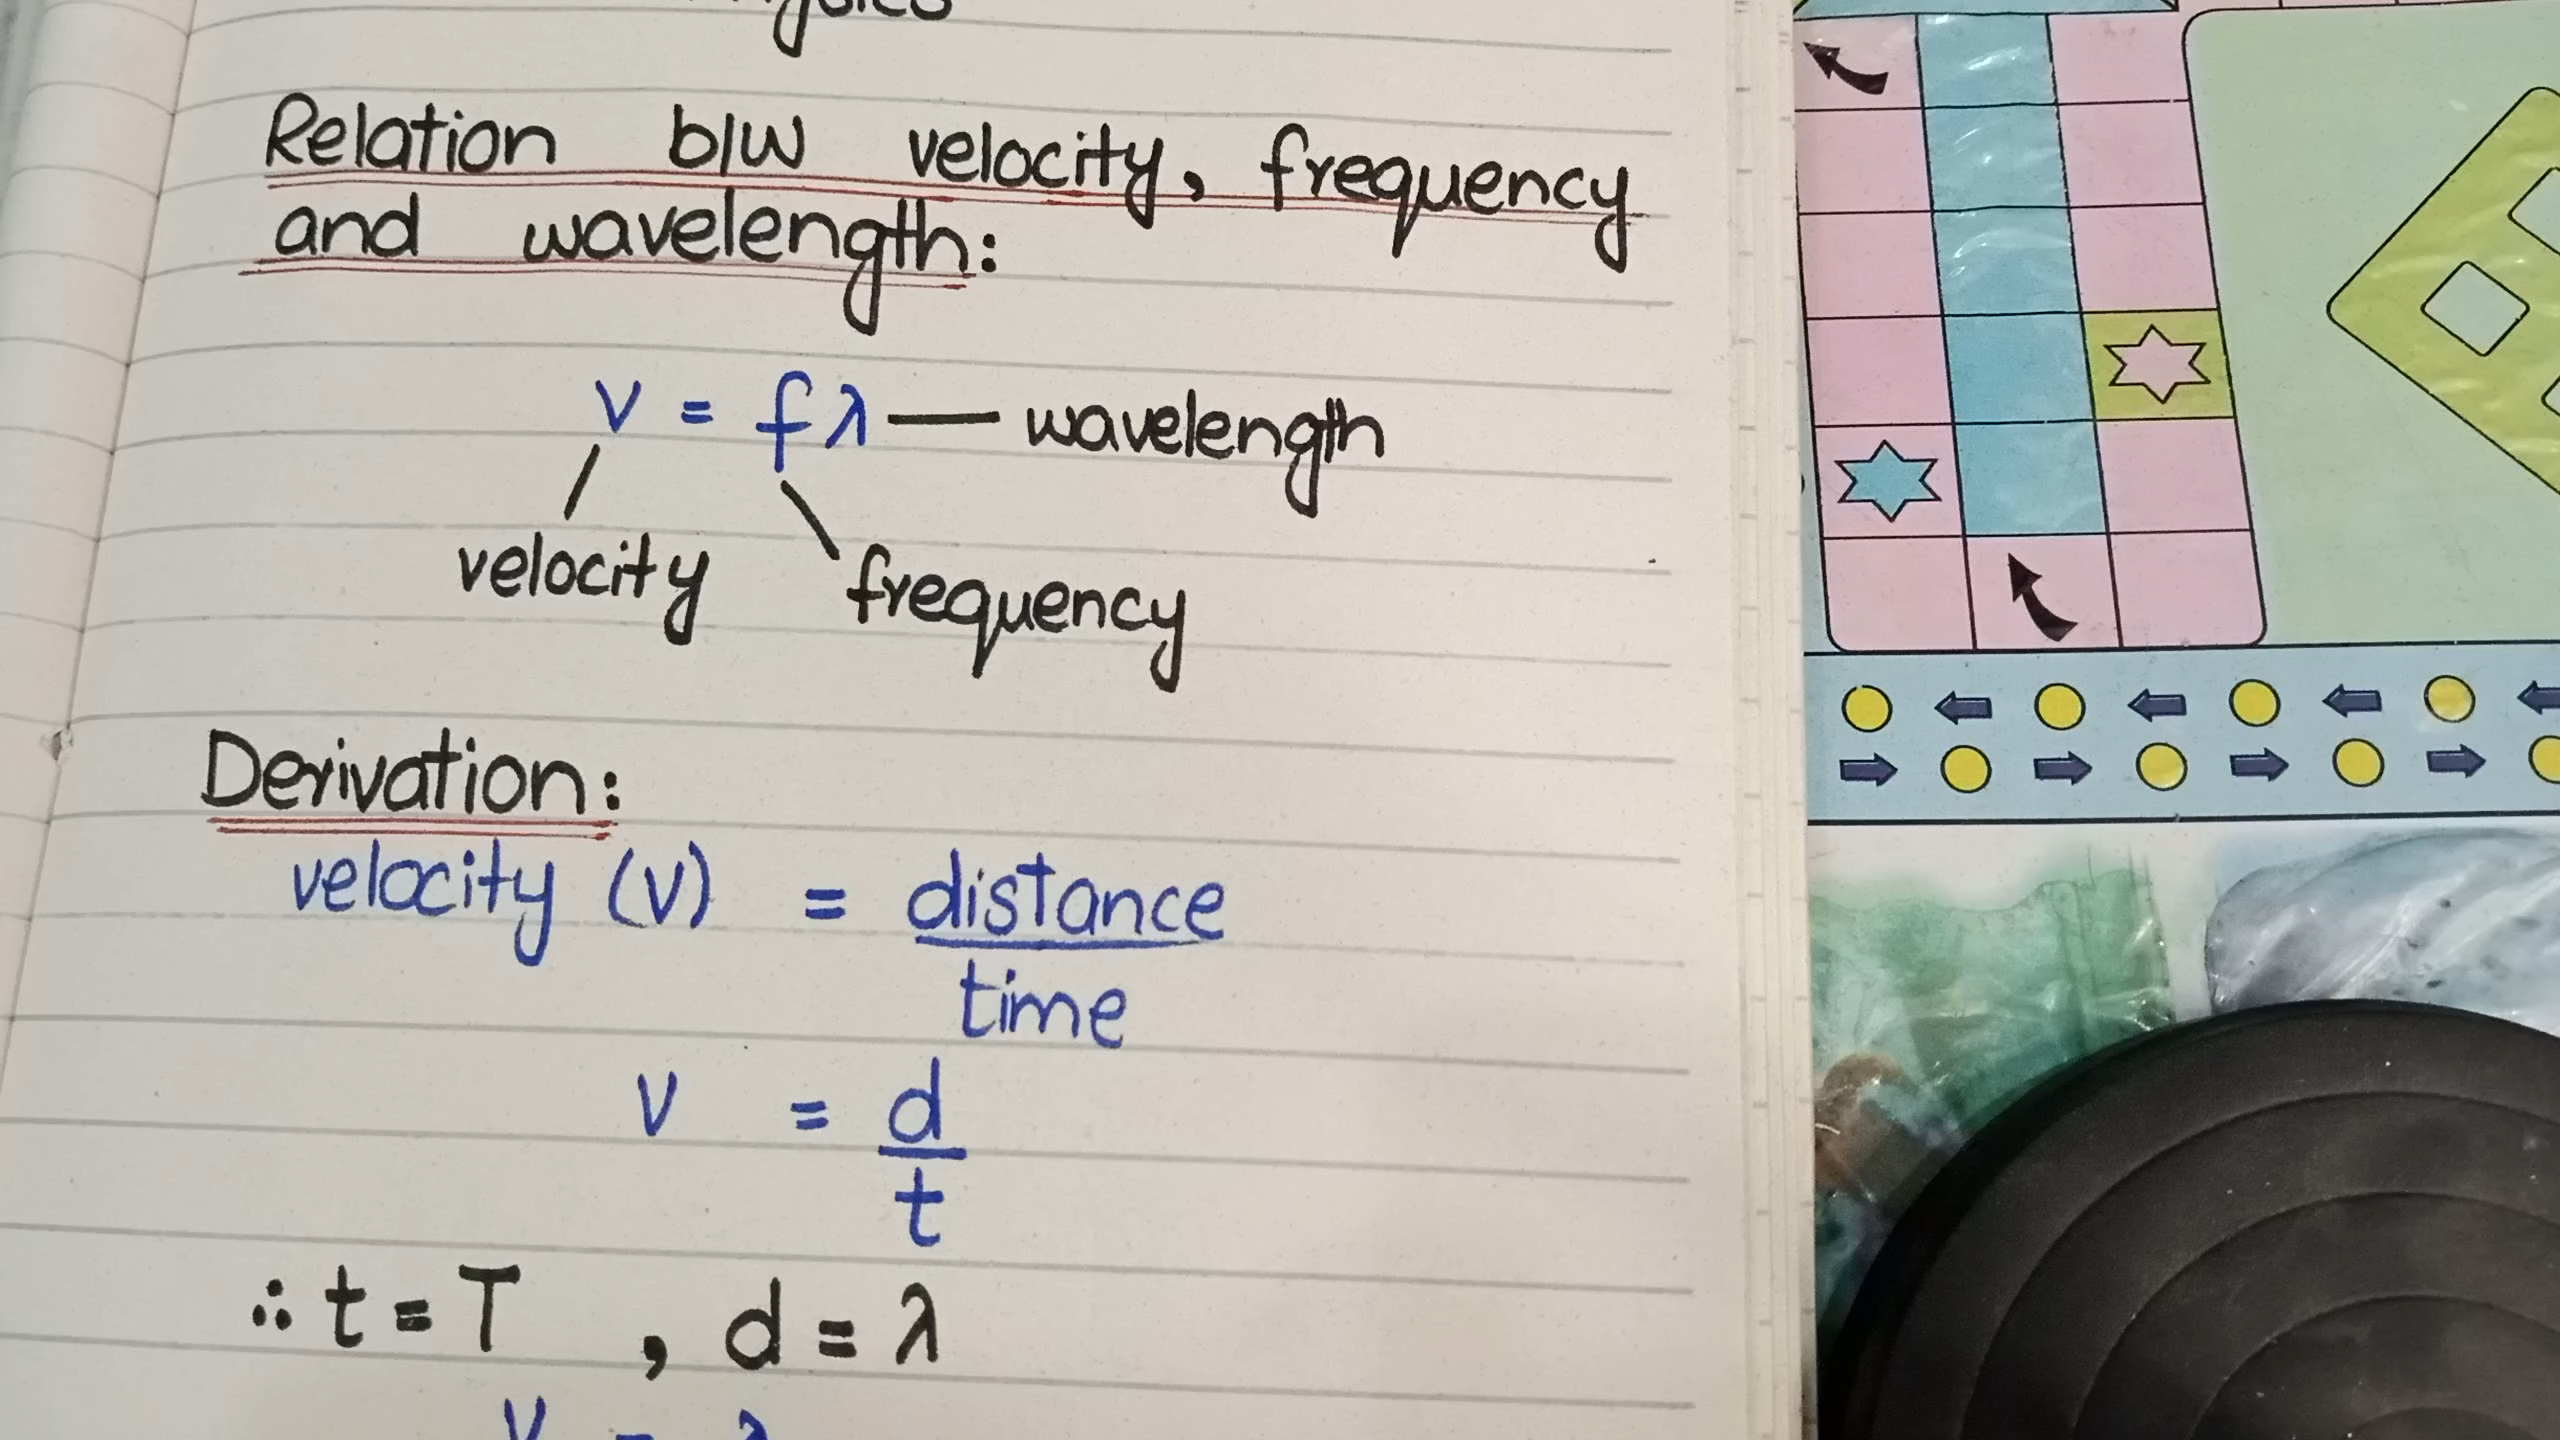 Relation b/w velocity, frequency
and wavelength:
v = fλ — wavelength
velocity
frequency
Derivation:
velocity (v) = distance
time
v = d
t
∴ t = T , d = λ
v = λ